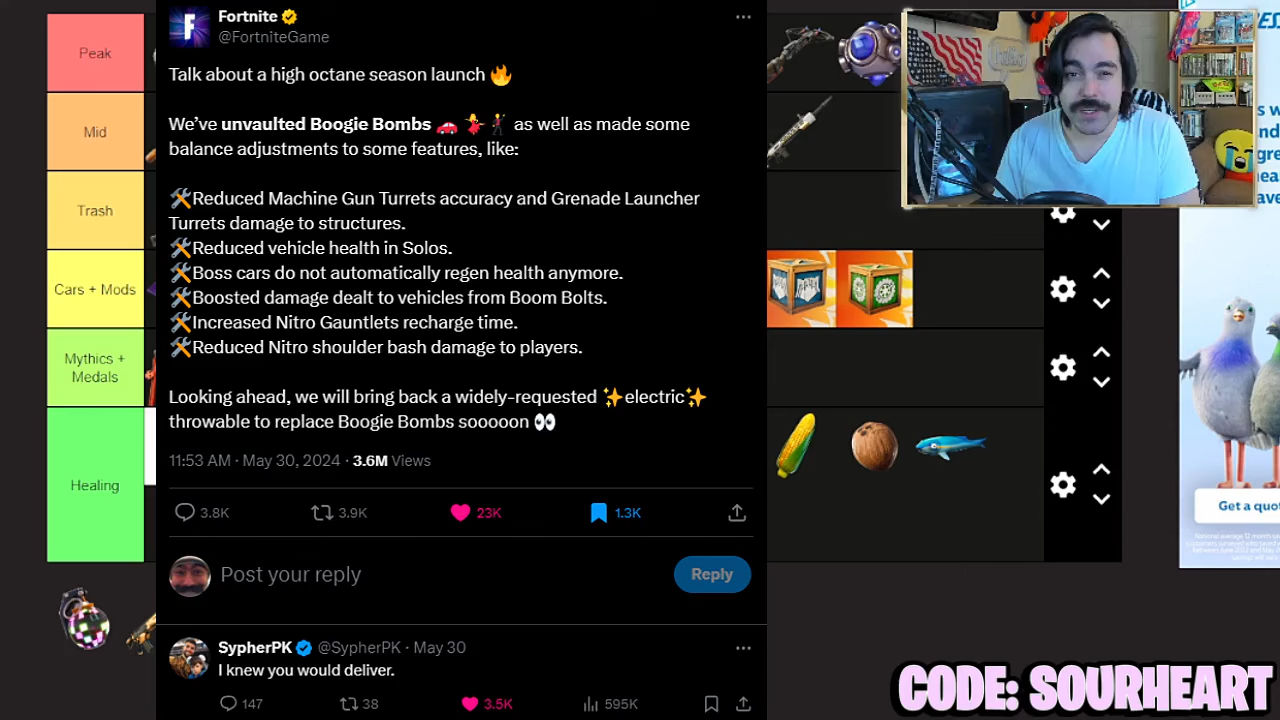 Peak
Mid
Trash
Cars + Mods
Mythics +
Medals
Healing
Fortnite
@FortniteGame
Talk about a high octane season launch 🔥
We've unvaulted Boogie Bombs 🚗 💃 🕺 as well as made some
balance adjustments to some features, like:
🛠Reduced Machine Gun Turrets accuracy and Grenade Launcher
Turrets damage to structures.
🛠Reduced vehicle health in Solos.
🛠Boss cars do not automatically regen health anymore.
🛠Boosted damage dealt to vehicles from Boom Bolts.
🛠Increased Nitro Gauntlets recharge time.
🛠Reduced Nitro shoulder bash damage to players.
Looking ahead, we will bring back a widely-requested ✨electric✨
throwable to replace Boogie Bombs sooooon 👀
11:53 AM · May 30, 2024 · 3.6M Views
3.8K 3.9K 23K 1.3K
Post your reply
Reply
SypherPK @SypherPK · May 30
I knew you would deliver.
147 38 3.5K 595K
Get a quo
CODE: SOURHEART